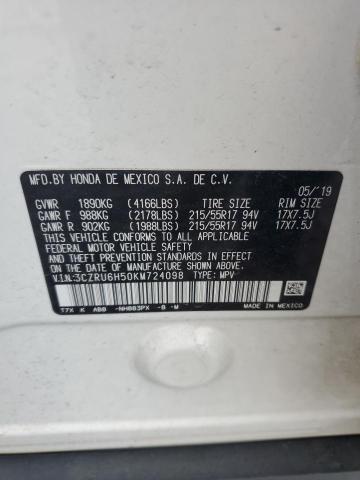 MFD.BY HONDA DE MEXICO S.A. DE C.V.
05/'19
GVWR 1890KG (4166LBS) TIRE SIZE RIM SIZE
GAWR F 988KG (2178LBS) 215/55R17 94V 17X7.5J
GAWR R 902KG (1988LBS) 215/55R17 94V 17X7.5J
THIS VEHICLE CONFORMS TO ALL APPLICABLE
FEDERAL MOTOR VEHICLE SAFETY AND THEFT
PREVENTION STANDARDS IN EFFECT ON THE DATE
OF MANUFACTURE SHOWN ABOVE.
V.I.N:3CZRU6H50KM724098 TYPE: MPV
T7X K ABB -NH883PX -B -M
MADE IN MEXICO